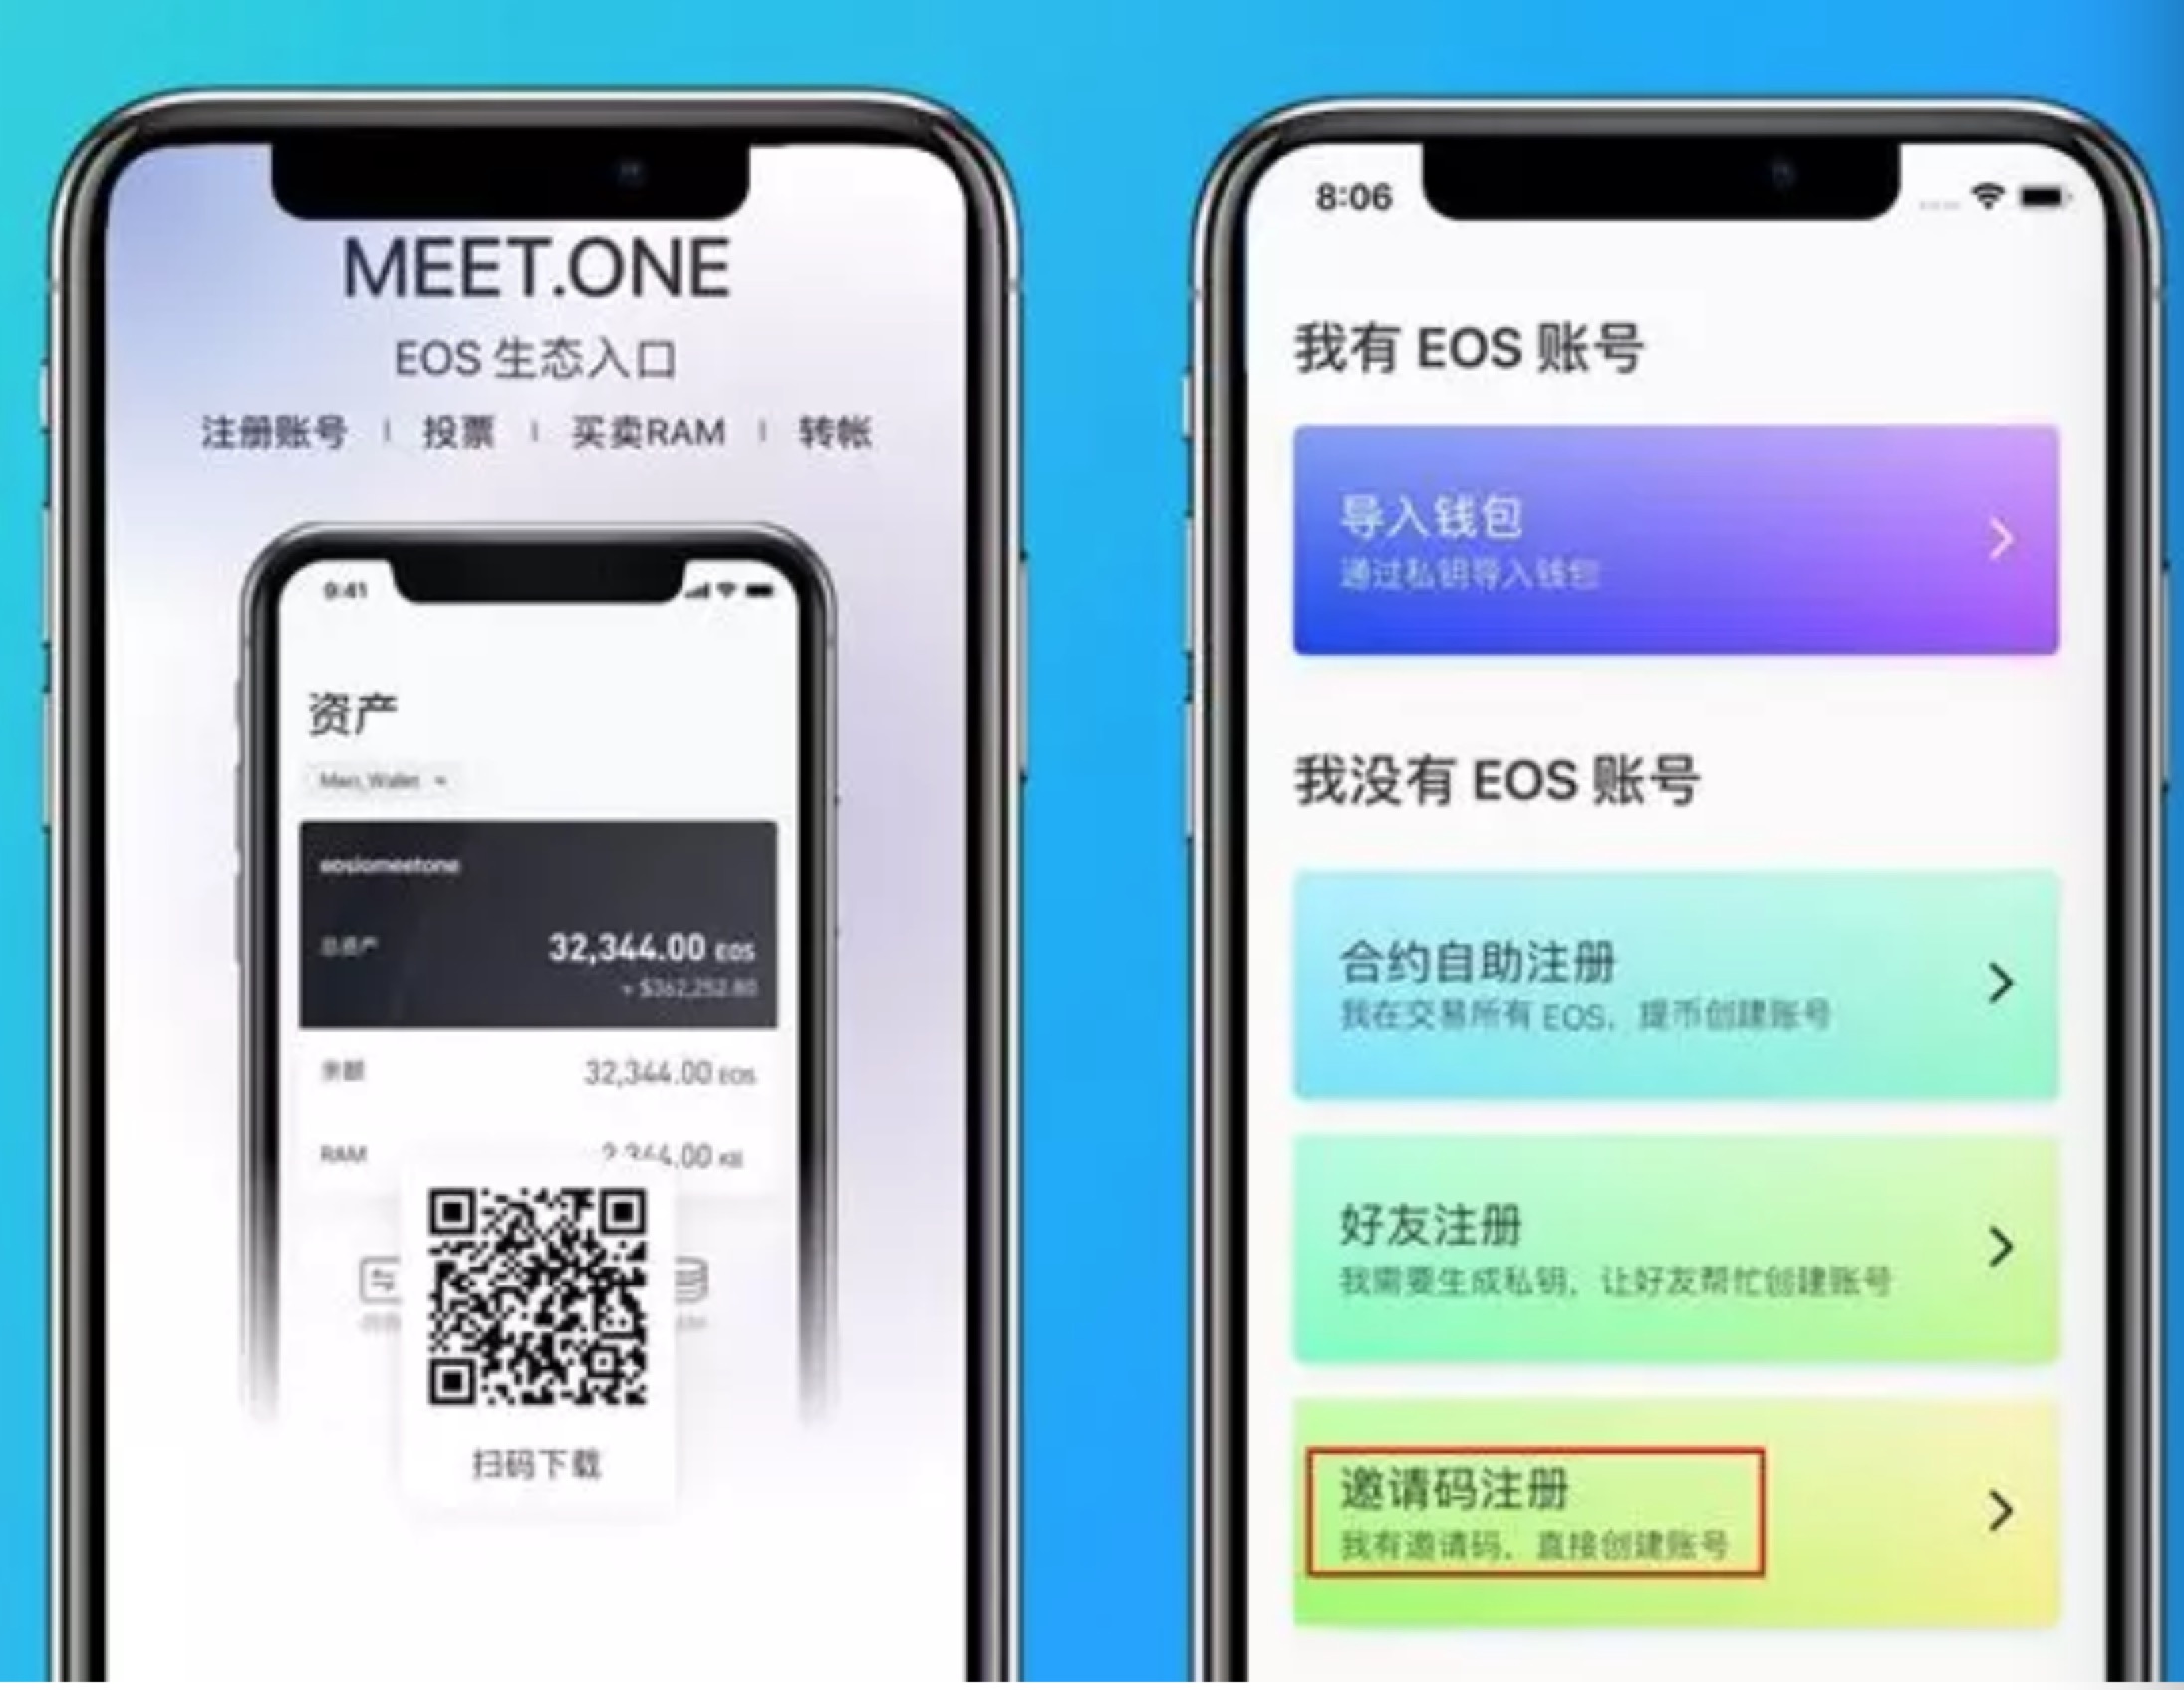 MEET.ONE
EOS 生态入口
注册账号 | 投票 | 买卖RAM | 转帐
9:41
资产
Main_Wallet
eosiomeetone
总资产 32,344.00 EOS
≈ $362,252.80
余额 32,344.00 EOS
RAM 2,344.00 KB
扫码下载
8:06
我有 EOS 账号
导入钱包
通过私钥导入钱包
我没有 EOS 账号
合约自助注册
我在交易所有 EOS，提币创建账号
好友注册
我需要生成私钥，让好友帮忙创建账号
邀请码注册
我有邀请码，直接创建账号